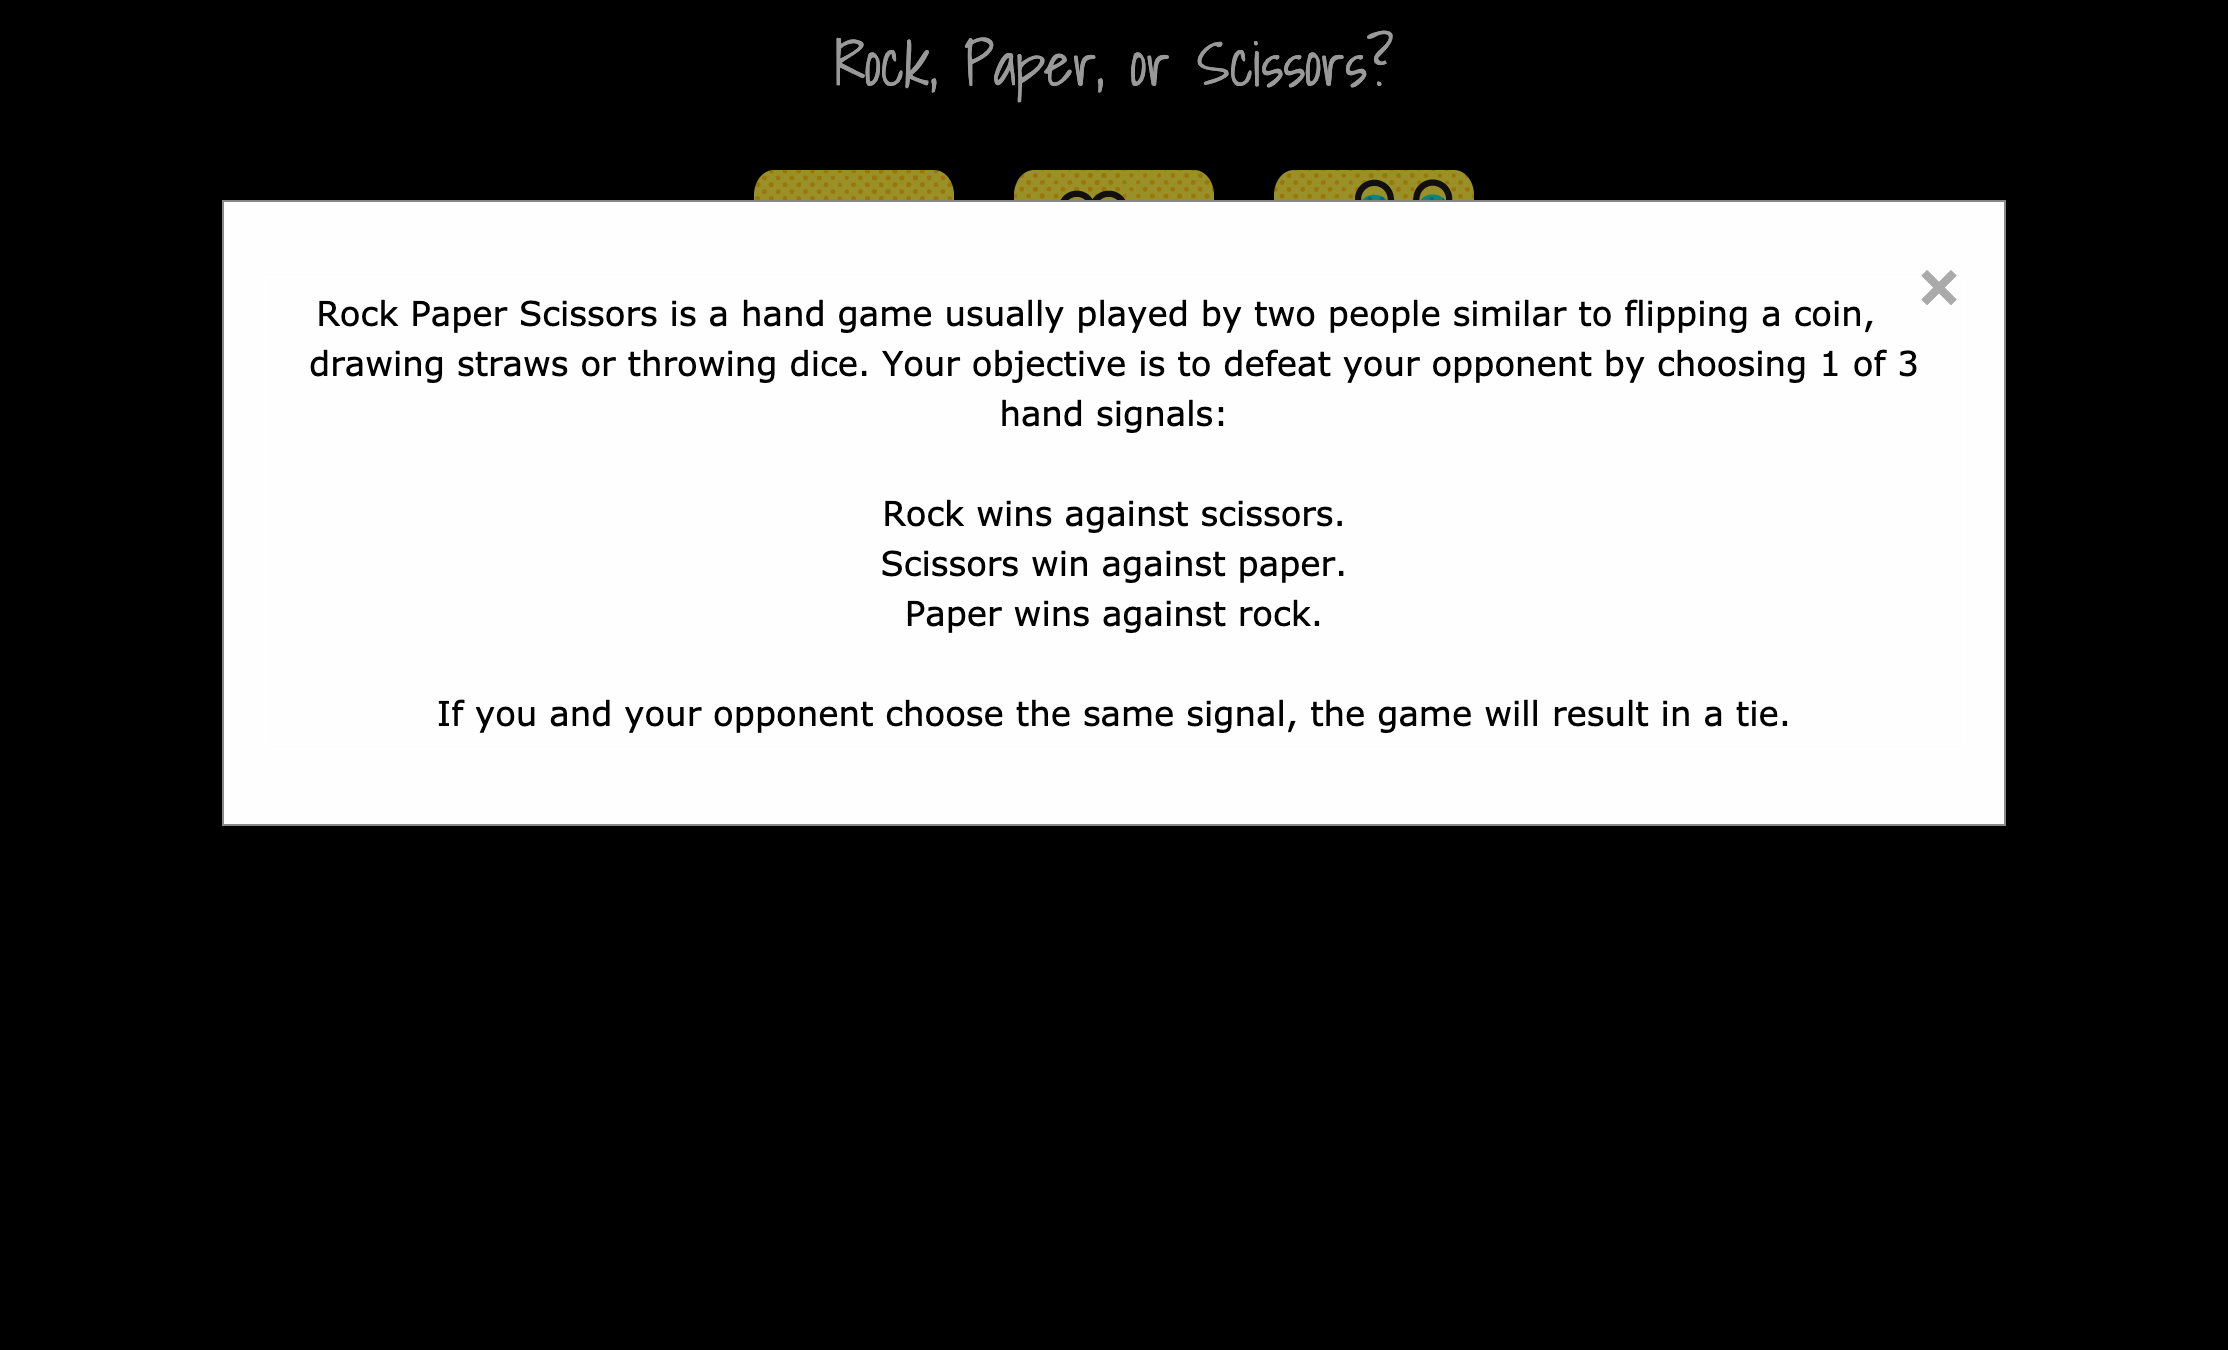 Rock, Paper, or Scissors?
×
Rock Paper Scissors is a hand game usually played by two people similar to flipping a coin,
drawing straws or throwing dice. Your objective is to defeat your opponent by choosing 1 of 3
hand signals:
Rock wins against scissors.
Scissors win against paper.
Paper wins against rock.
If you and your opponent choose the same signal, the game will result in a tie.